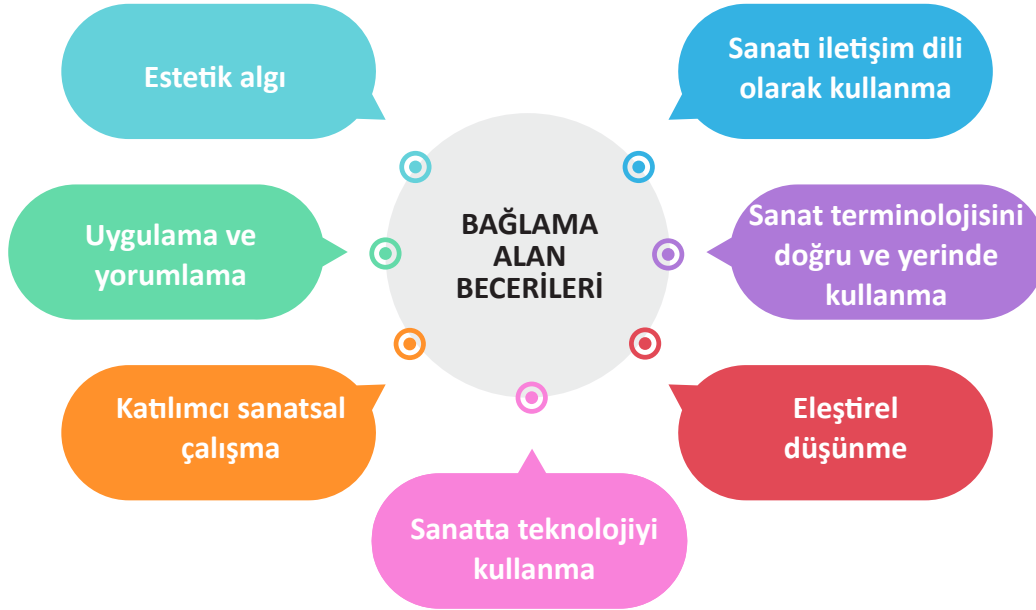 Estetik algı
Sanatı iletişim dili
olarak kullanma
Uygulama ve
yorumlama
BAĞLAMA
ALAN
BECERİLERİ
Sanat terminolojisini
doğru ve yerinde
kullanma
Katılımcı sanatsal
çalışma
Eleştirel
düşünme
Sanatta teknolojiyi
kullanma